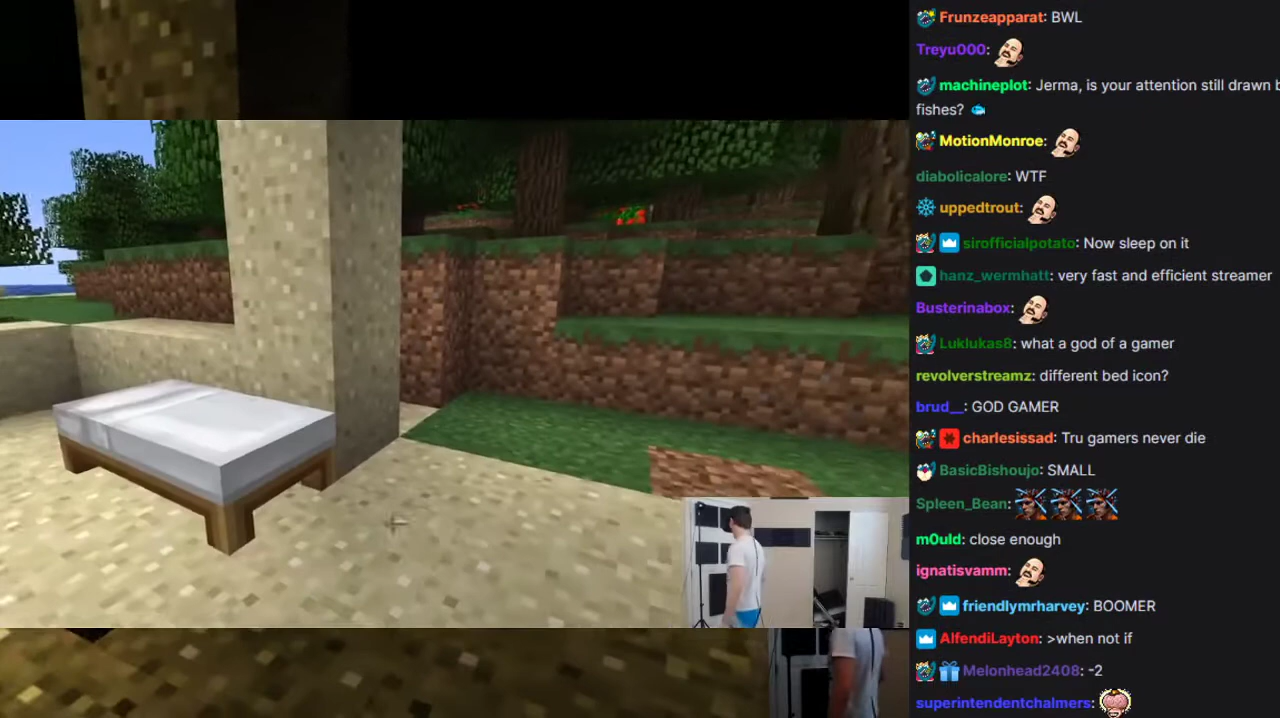 Frunzeapparat: BWL
Treyu000:
machineplot: Jerma, is your attention still drawn b
fishes?
MotionMonroe:
diabolicalore: WTF
uppedtrout:
sirofficialpotato: Now sleep on it
hanz_wermhatt: very fast and efficient streamer
Busterinabox:
Luklukas8: what a god of a gamer
revolverstreamz: different bed icon?
brud__: GOD GAMER
charlesissad: Tru gamers never die
BasicBishoujo: SMALL
Spleen_Bean:
m0uld: close enough
ignatisvamm:
friendlymrharvey: BOOMER
AlfendiLayton: >when not if
Melonhead2408: -2
superintendentchalmers: